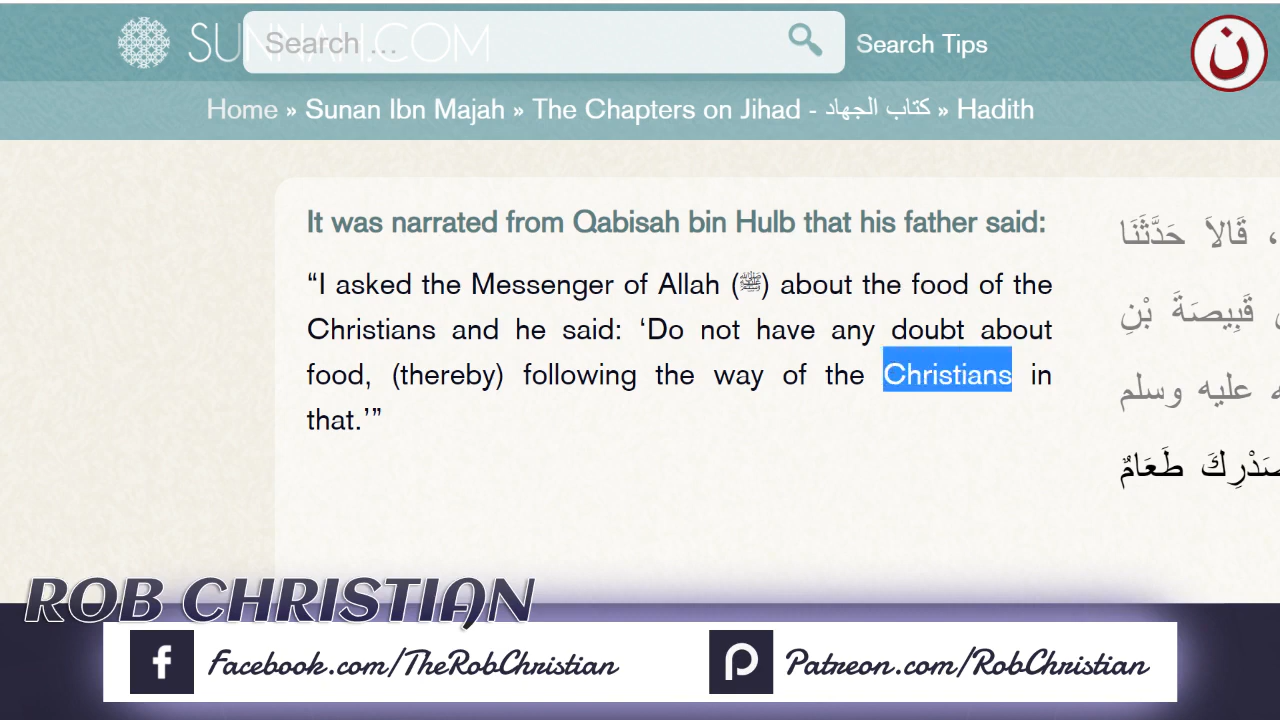 SUNNAH.COM
Search ...
Search Tips
ن
Home » Sunan Ibn Majah » The Chapters on Jihad - كتاب الجهاد » Hadith
It was narrated from Qabisah bin Hulb that his father said:
“I asked the Messenger of Allah (ﷺ) about the food of the
Christians and he said: ‘Do not have any doubt about
food, (thereby) following the way of the Christians in
that.’”
، قَالاَ حَدَّثَنَا
قَبِيصَةَ بْنِ
عليه وسلم
صَدْرِكَ طَعَامٌ
ROB CHRISTIAN
Facebook.com/TheRobChristian
Patreon.com/RobChristian